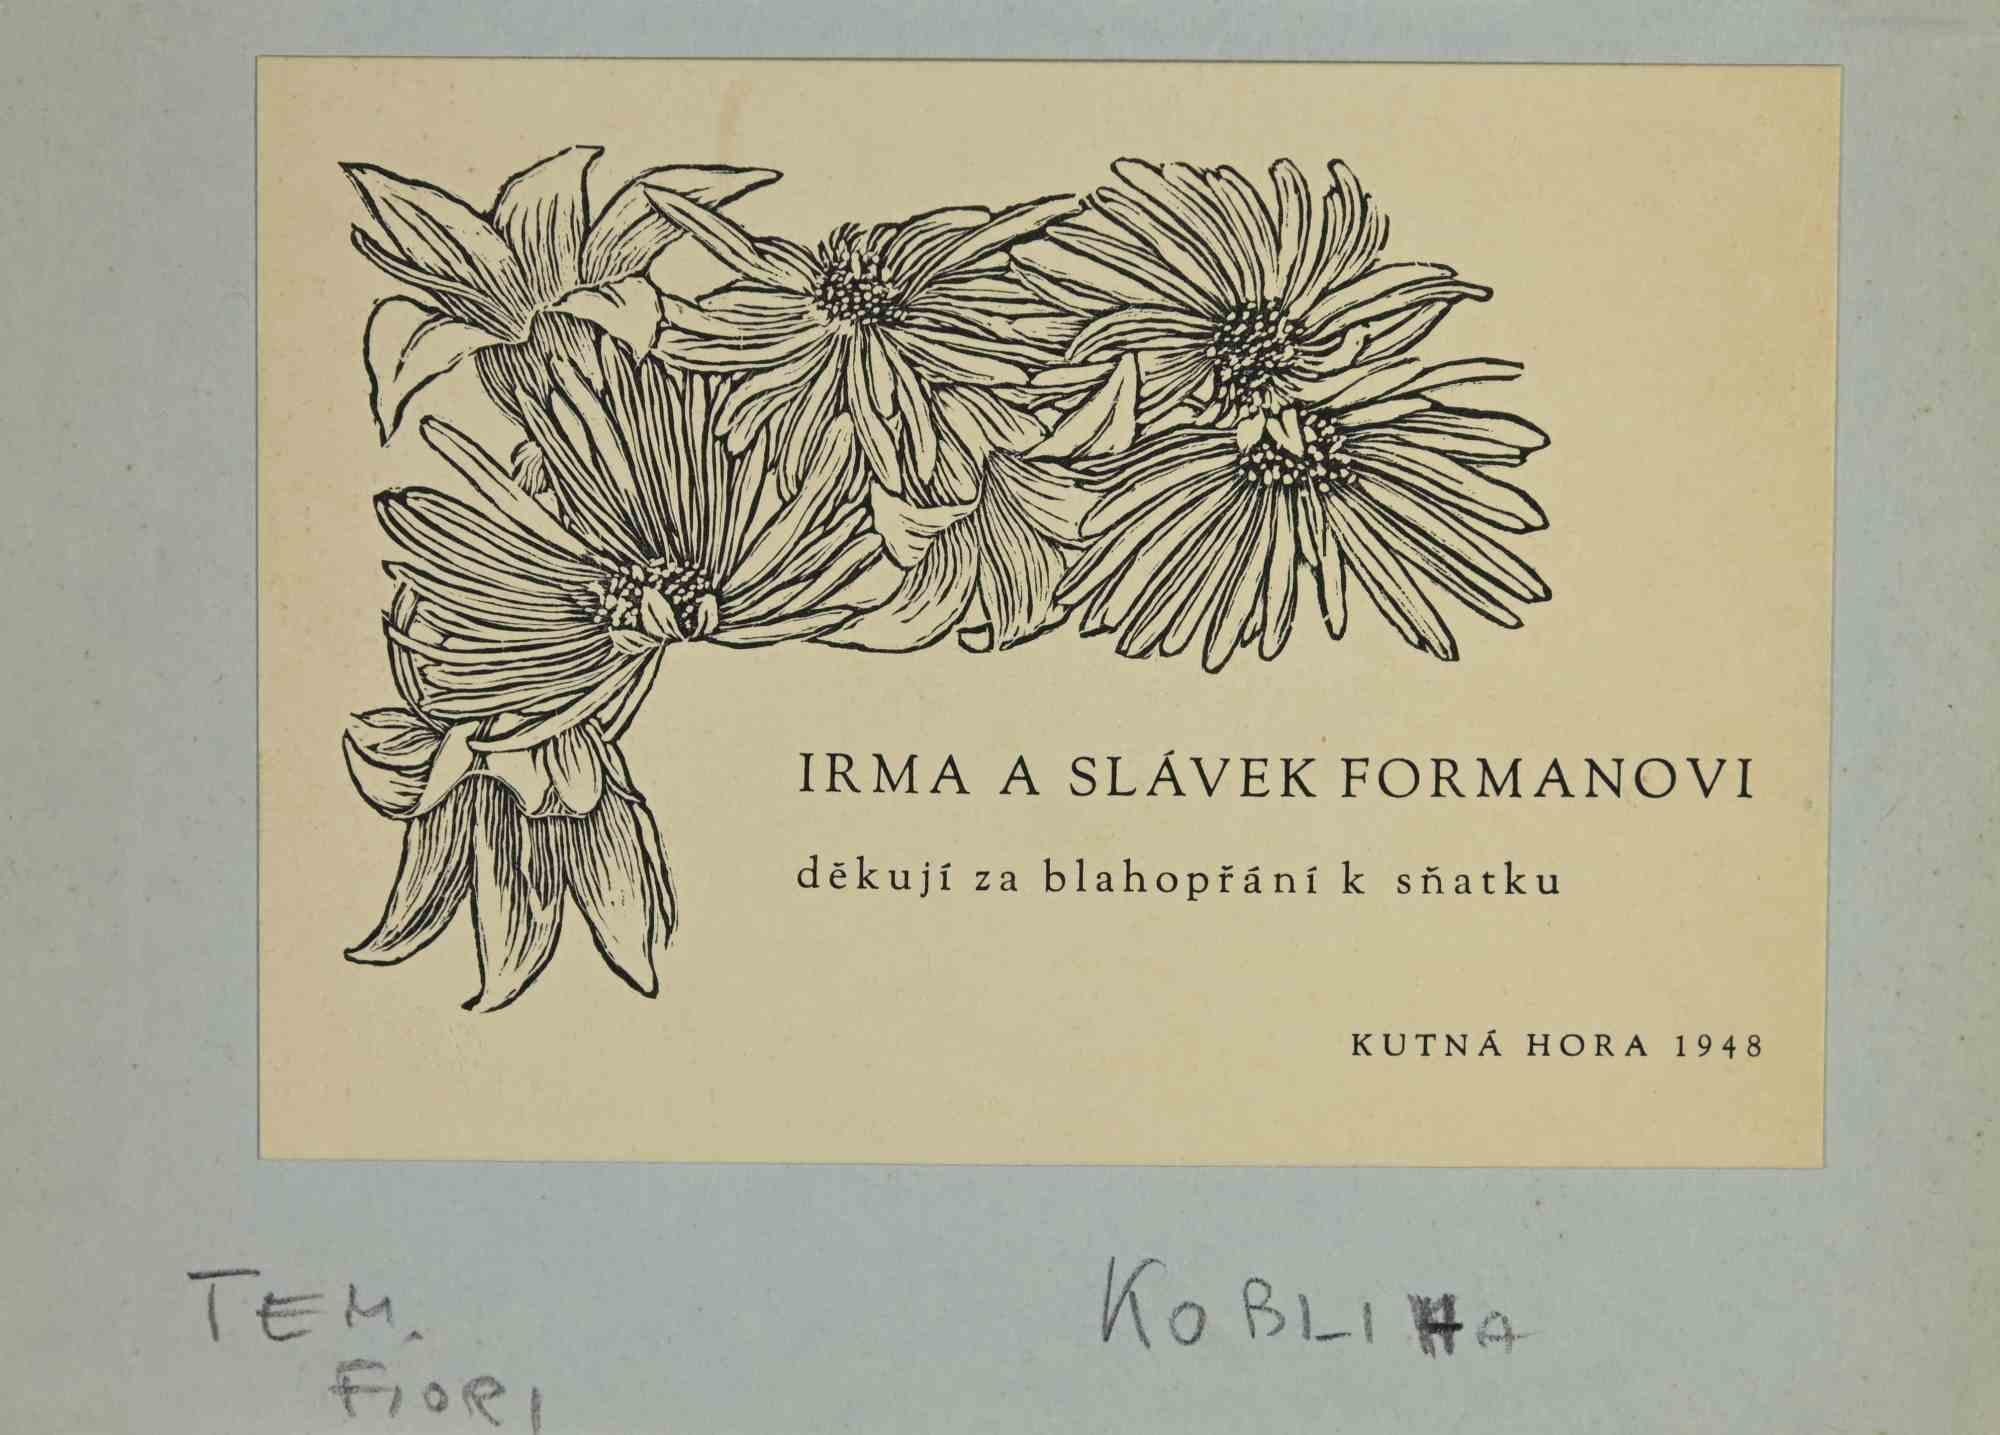 IRMA A SLÁVEK FORMANOVI
děkují za blahopřání k sňatku
KUTNÁ HORA 1948
TEM.
FIORI
KOBLIHA